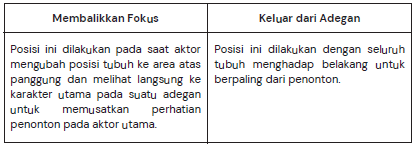 Membalikkan Fokus
Keluar dari Adegan
Posisi ini dilakukan pada saat aktor
mengubah posisi tubuh ke area atas
panggung dan melihat langsung ke
karakter utama pada suatu adegan
untuk memusatkan perhatian
penonton pada aktor utama.
Posisi ini dilakukan dengan seluruh
tubuh menghadap belakang untuk
berpaling dari penonton.